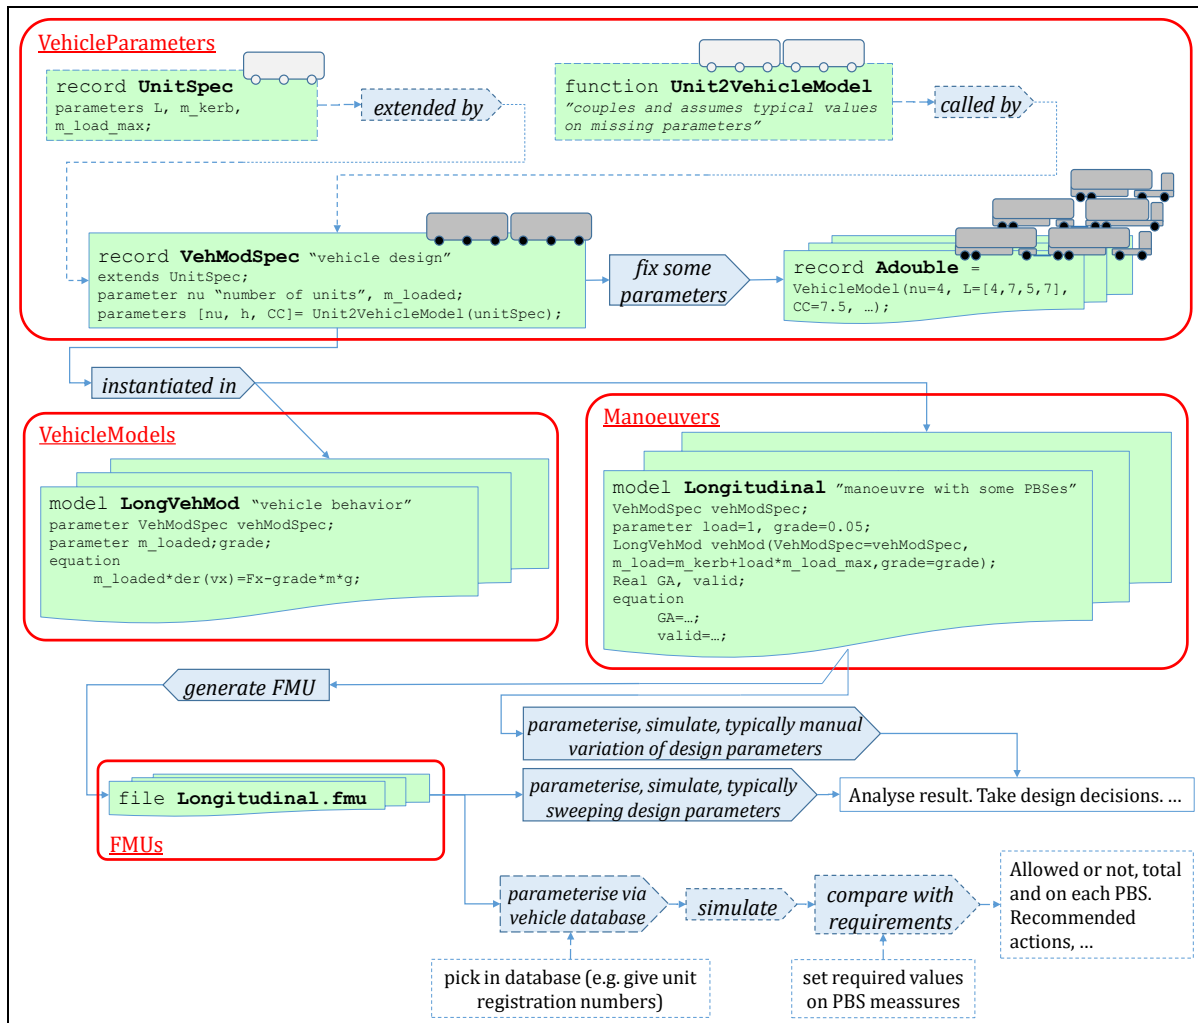 VehicleParameters
record UnitSpec
parameters L, m_kerb,
m_load_max;
extended by
function Unit2VehicleModel
”couples and assumes typical values
on missing parameters”
called by
record VehModSpec “vehicle design”
extends UnitSpec;
parameter nu “number of units”, m_loaded;
parameters [nu, h, CC]= Unit2VehicleModel(unitSpec);
fix some
parameters
record Adouble =
VehicleModel(nu=4, L=[4,7,5,7],
CC=7.5, …);
instantiated in
VehicleModels
model LongVehMod “vehicle behavior”
parameter VehModSpec vehModSpec;
parameter m_loaded;grade;
equation
m_loaded*der(vx)=Fx-grade*m*g;
Manoeuvers
model Longitudinal ”manoeuvre with some PBSes”
VehModSpec vehModSpec;
parameter load=1, grade=0.05;
LongVehMod vehMod(VehModSpec=vehModSpec,
m_load=m_kerb+load*m_load_max,grade=grade);
Real GA, valid;
equation
GA=…;
valid=…;
generate FMU
parameterise, simulate, typically manual
variation of design parameters
file Longitudinal.fmu
FMUs
parameterise, simulate, typically
sweeping design parameters
Analyse result. Take design decisions. …
parameterise via
vehicle database
simulate
compare with
requirements
Allowed or not, total
and on each PBS.
Recommended
actions, …
pick in database (e.g. give unit
registration numbers)
set required values
on PBS meassures